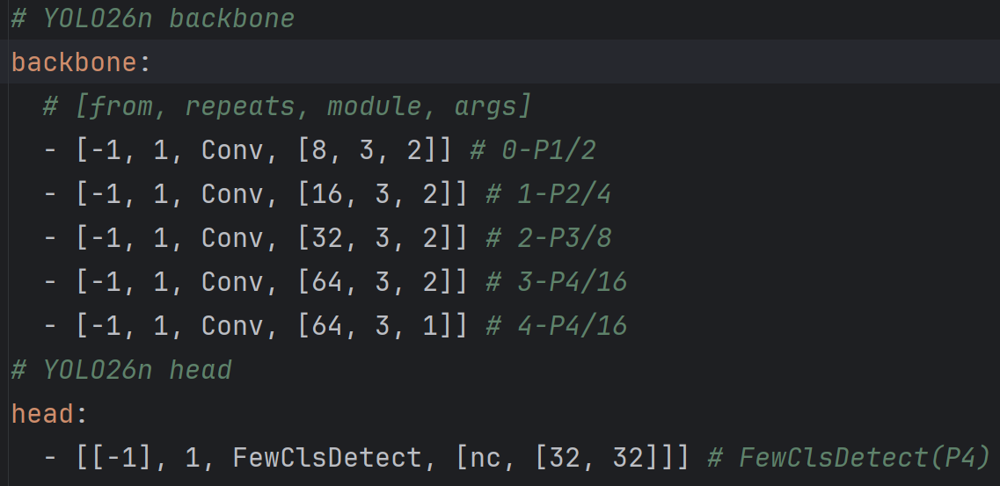 # YOLO26n backbone
backbone:
  # [from, repeats, module, args]
  - [-1, 1, Conv, [8, 3, 2]] # 0-P1/2
  - [-1, 1, Conv, [16, 3, 2]] # 1-P2/4
  - [-1, 1, Conv, [32, 3, 2]] # 2-P3/8
  - [-1, 1, Conv, [64, 3, 2]] # 3-P4/16
  - [-1, 1, Conv, [64, 3, 1]] # 4-P4/16
# YOLO26n head
head:
  - [[-1], 1, FewClsDetect, [nc, [32, 32]]] # FewClsDetect(P4)